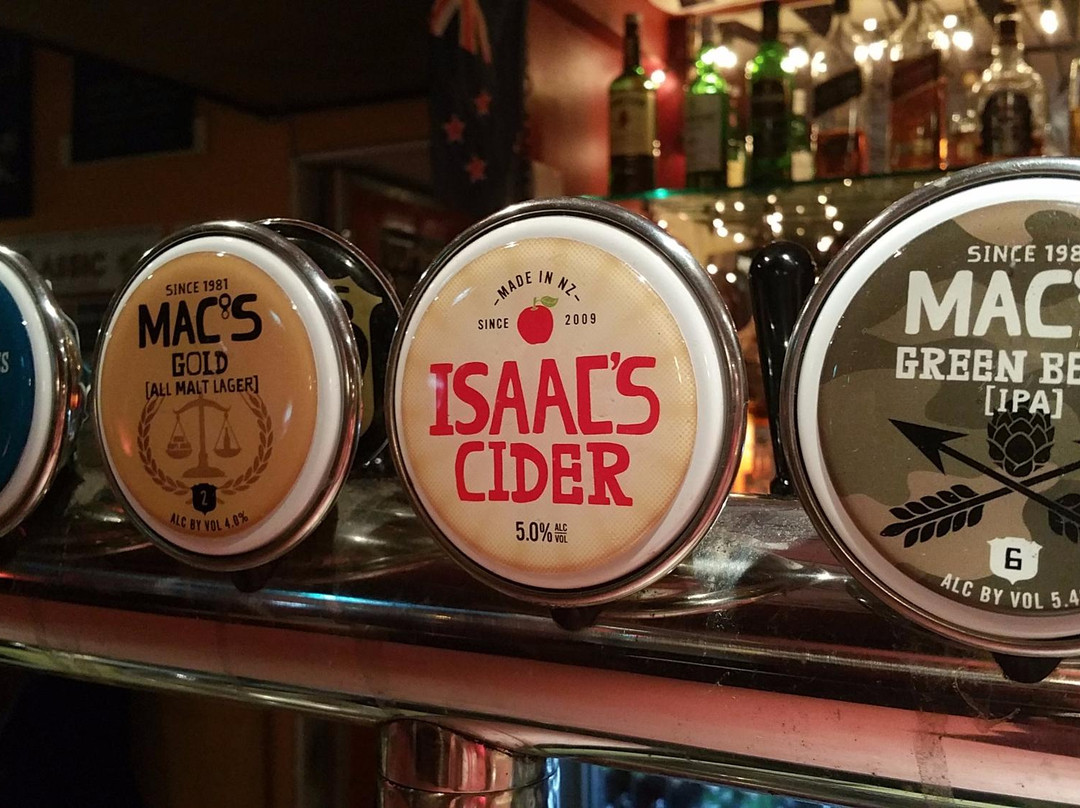 SINCE 1981
MAC'S
GOLD
[ALL MALT LAGER]
2
ALC BY VOL 4.0%
-MADE IN NZ-
SINCE 2009
ISAAC'S
CIDER
5.0% ALC VOL
SINCE 198
MAC'
GREEN BE
[IPA]
6
ALC BY VOL 5.4